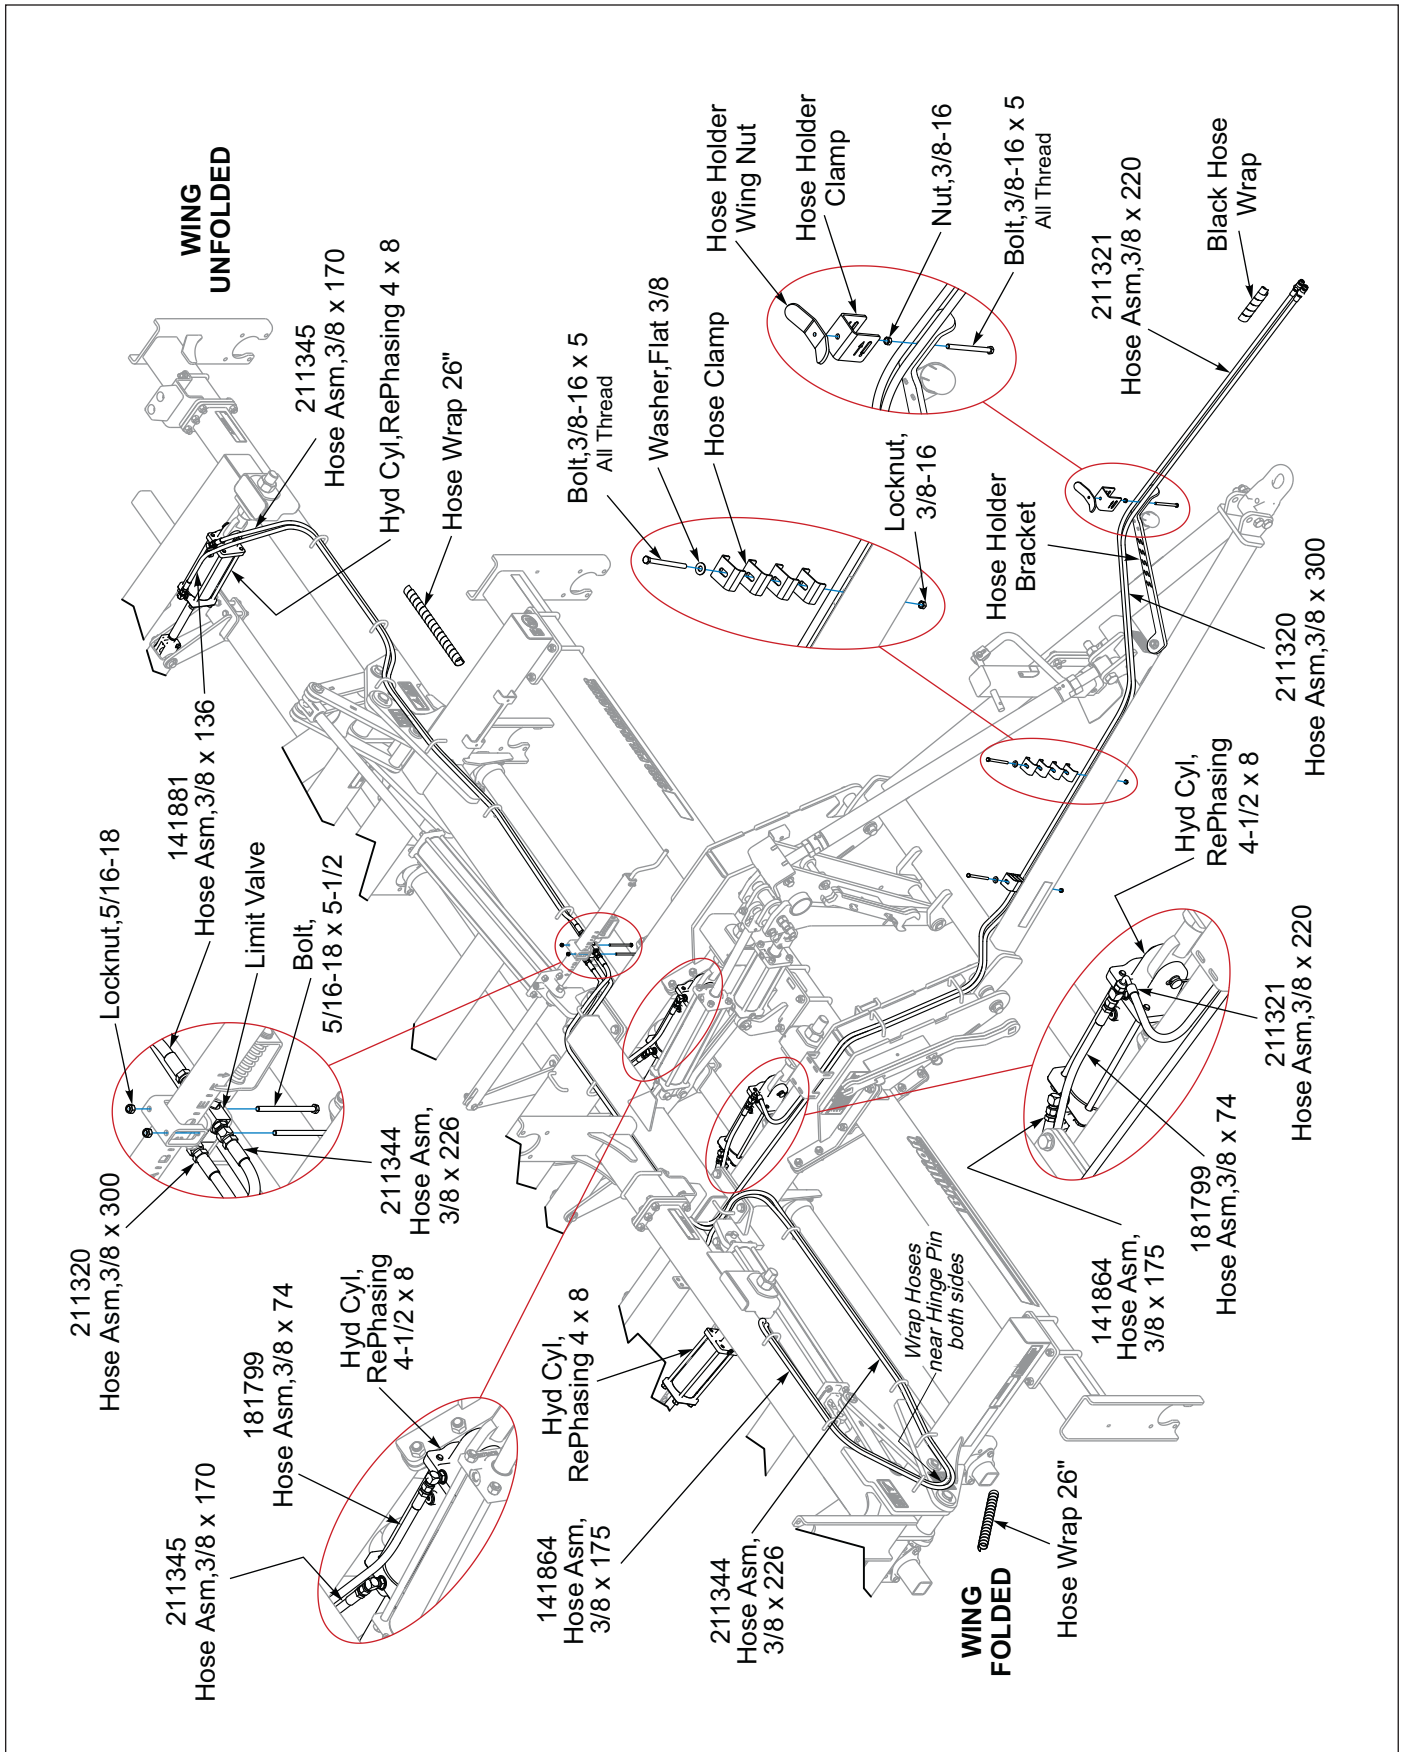 WING
UNFOLDED
211345
Hose Asm,3/8 x 170
Hyd Cyl,RePhasing 4 x 8
Hose Wrap 26"
141881
Hose Asm,3/8 x 136
Locknut,5/16-18
Limit Valve
Bolt,
5/16-18 x 5-1/2
211320
Hose Asm,3/8 x 300
211344
Hose Asm,
3/8 x 226
Hyd Cyl,
RePhasing
4-1/2 x 8
181799
Hose Asm,3/8 x 74
211345
Hose Asm,3/8 x 170
Hyd Cyl,
RePhasing 4 x 8
141864
Hose Asm,
3/8 x 175
211344
Hose Asm,
3/8 x 226
WING
FOLDED
Hose Wrap 26"
Wrap Hoses
near Hinge Pin
both sides
Bolt,3/8-16 x 5
All Thread
Washer,Flat 3/8
Hose Clamp
Locknut,
3/8-16
Hose Holder
Wing Nut
Hose Holder
Clamp
Nut,3/8-16
Bolt,3/8-16 x 5
All Thread
Hose Holder
Bracket
211321
Hose Asm,3/8 x 220
Black Hose
Wrap
211320
Hose Asm,3/8 x 300
Hyd Cyl,
RePhasing
4-1/2 x 8
211321
Hose Asm,3/8 x 220
181799
Hose Asm,3/8 x 74
141864
Hose Asm,
3/8 x 175